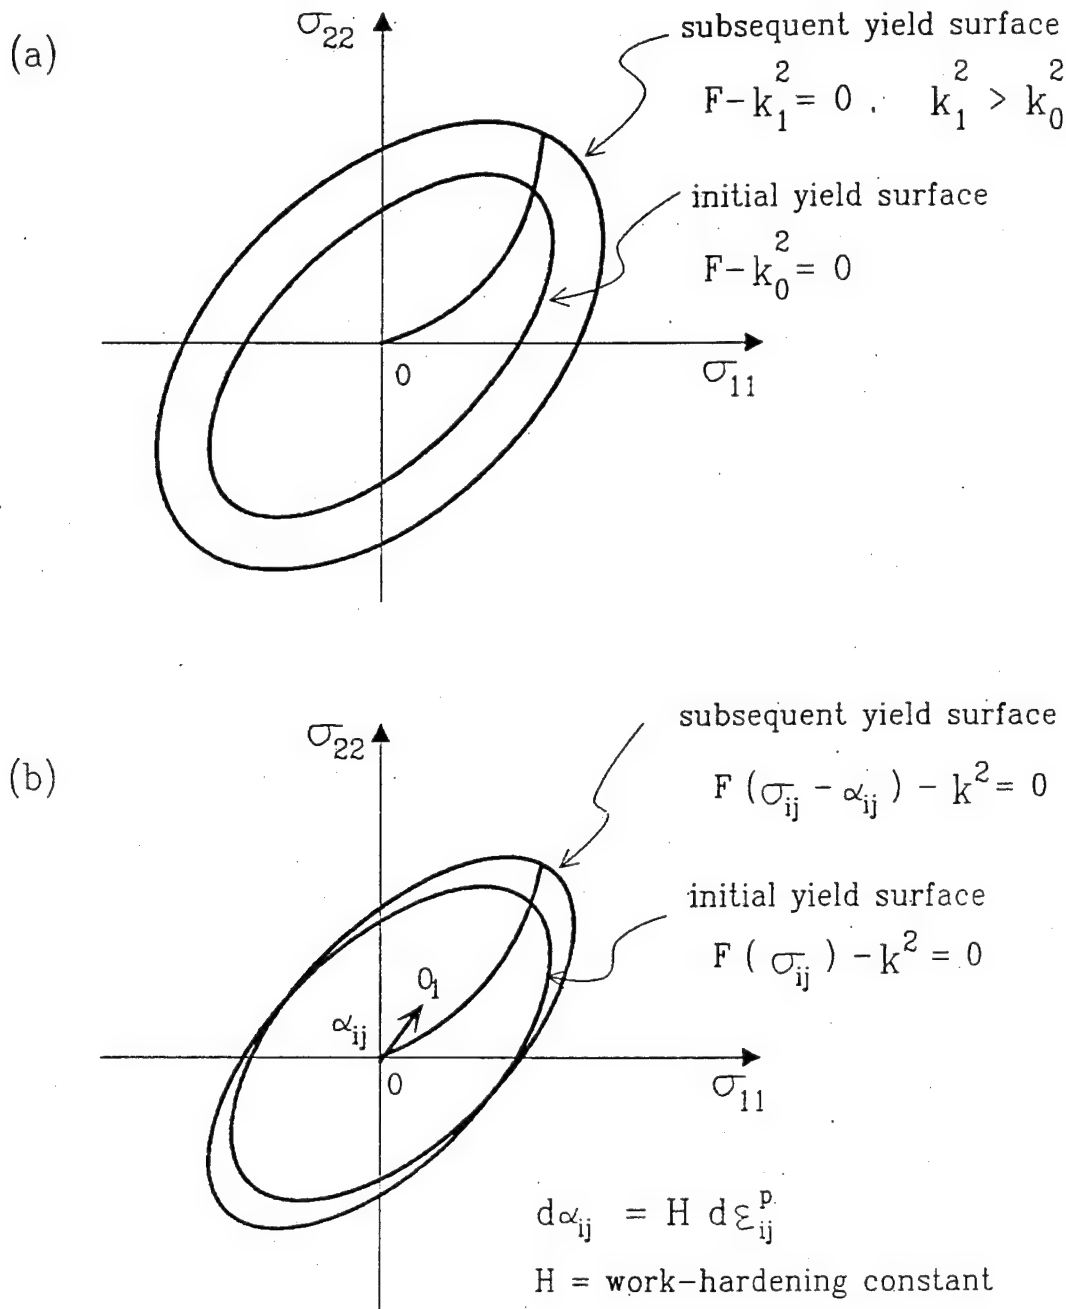 (a)
σ₂₂
subsequent yield surface
F-k₁² = 0 . k₁² > k₀²
initial yield surface
F-k₀² = 0
0
σ₁₁
(b)
σ₂₂
subsequent yield surface
F (σᵢⱼ - αᵢⱼ) - k² = 0
initial yield surface
F ( σᵢⱼ ) - k² = 0
O₁
αᵢⱼ
0
σ₁₁
dαᵢⱼ = H dεᵢⱼᵖ
H = work-hardening constant